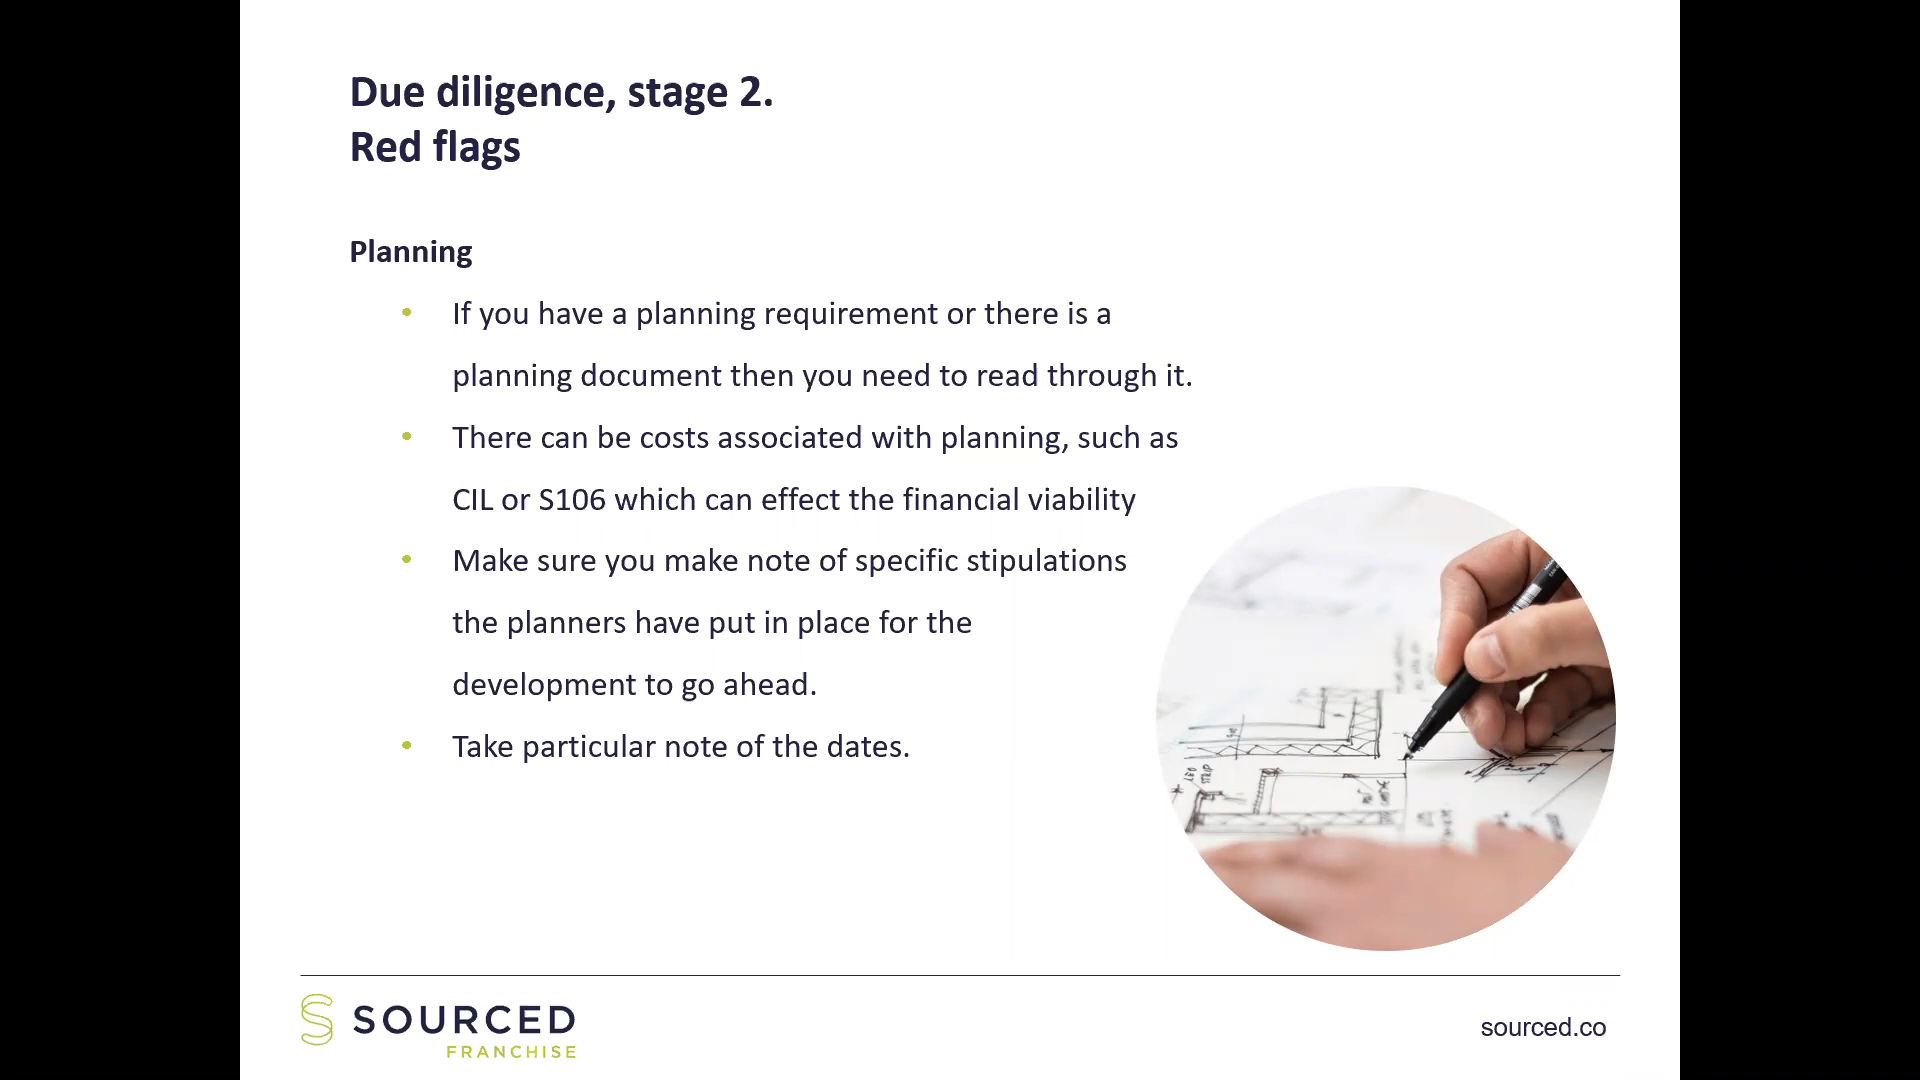 Due diligence, stage 2.
Red flags
Planning
• If you have a planning requirement or there is a
planning document then you need to read through it.
• There can be costs associated with planning, such as
CIL or S106 which can effect the financial viability
• Make sure you make note of specific stipulations
the planners have put in place for the
development to go ahead.
• Take particular note of the dates.
LED
STRIP
SOURCED
FRANCHISE
sourced.co